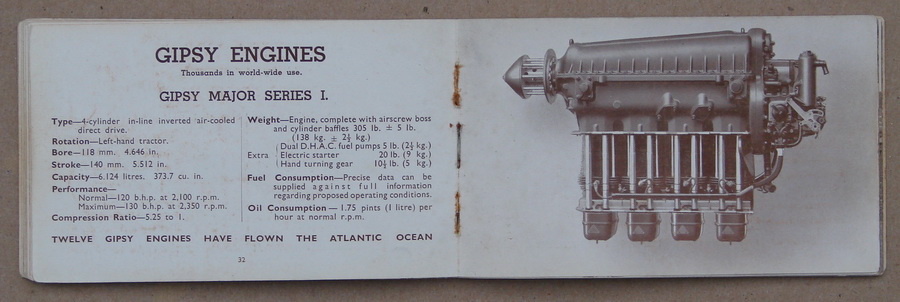 GIPSY ENGINES
Thousands in world-wide use.
GIPSY MAJOR SERIES I.
Type—4-cylinder in-line inverted air-cooled
direct drive.
Rotation—Left-hand tractor.
Bore—118 mm. 4.646 in.
Stroke—140 mm. 5.512 in.
Capacity—6.124 litres. 373.7 cu. in.
Performance—
Normal—120 b.h.p. at 2,100 r.p.m.
Maximum—130 b.h.p. at 2,350 r.p.m.
Compression Ratio—5.25 to 1.
Weight—Engine, complete with airscrew boss
and cylinder baffles 305 lb. ± 5 lb.
(138 kg. ± 2½ kg.)
Dual D.H.A.C. fuel pumps 5 lb. (2½ kg.)
Extra Electric starter 20 lb. (9 kg.)
Hand turning gear 10½ lb. (5 kg.)
Fuel Consumption—Precise data can be
supplied against full information
regarding proposed operating conditions.
Oil Consumption—1.75 pints (1 litre) per
hour at normal r.p.m.
TWELVE GIPSY ENGINES HAVE FLOWN THE ATLANTIC OCEAN
32